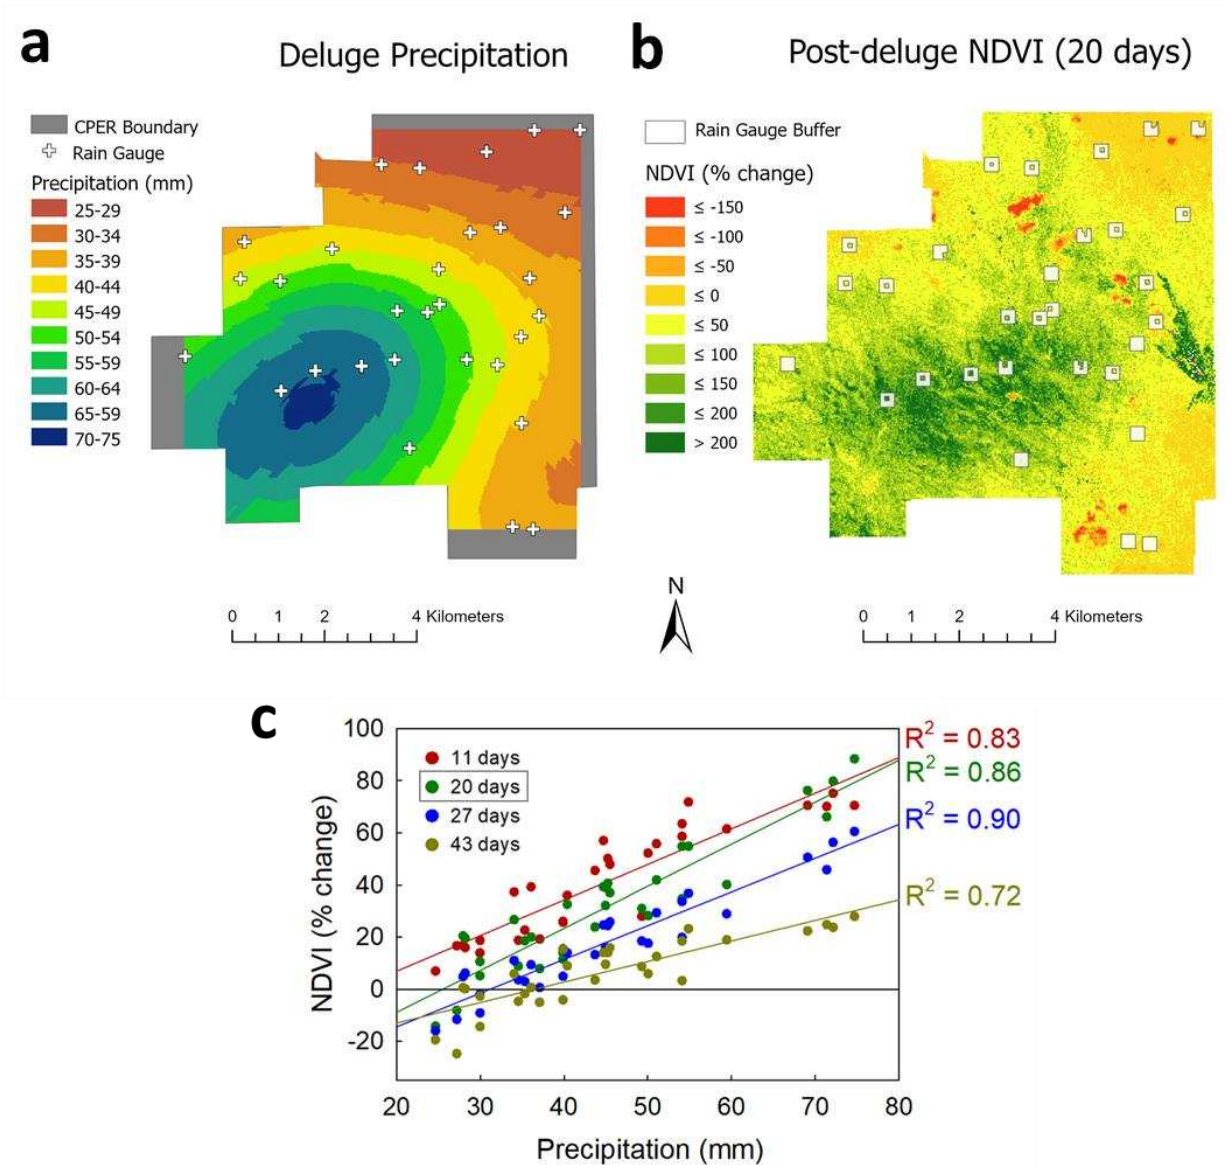 a
Deluge Precipitation
CPER Boundary
Rain Gauge
Precipitation (mm)
25-29
30-34
35-39
40-44
45-49
50-54
55-59
60-64
65-59
70-75
0 1 2 4 Kilometers
N
b
Post-deluge NDVI (20 days)
Rain Gauge Buffer
NDVI (% change)
≤ -150
≤ -100
≤ -50
≤ 0
≤ 50
≤ 100
≤ 150
≤ 200
> 200
0 1 2 4 Kilometers
c
NDVI (% change)
100
80
60
40
20
0
-20
11 days
20 days
27 days
43 days
R² = 0.83
R² = 0.86
R² = 0.90
R² = 0.72
20 30 40 50 60 70 80
Precipitation (mm)